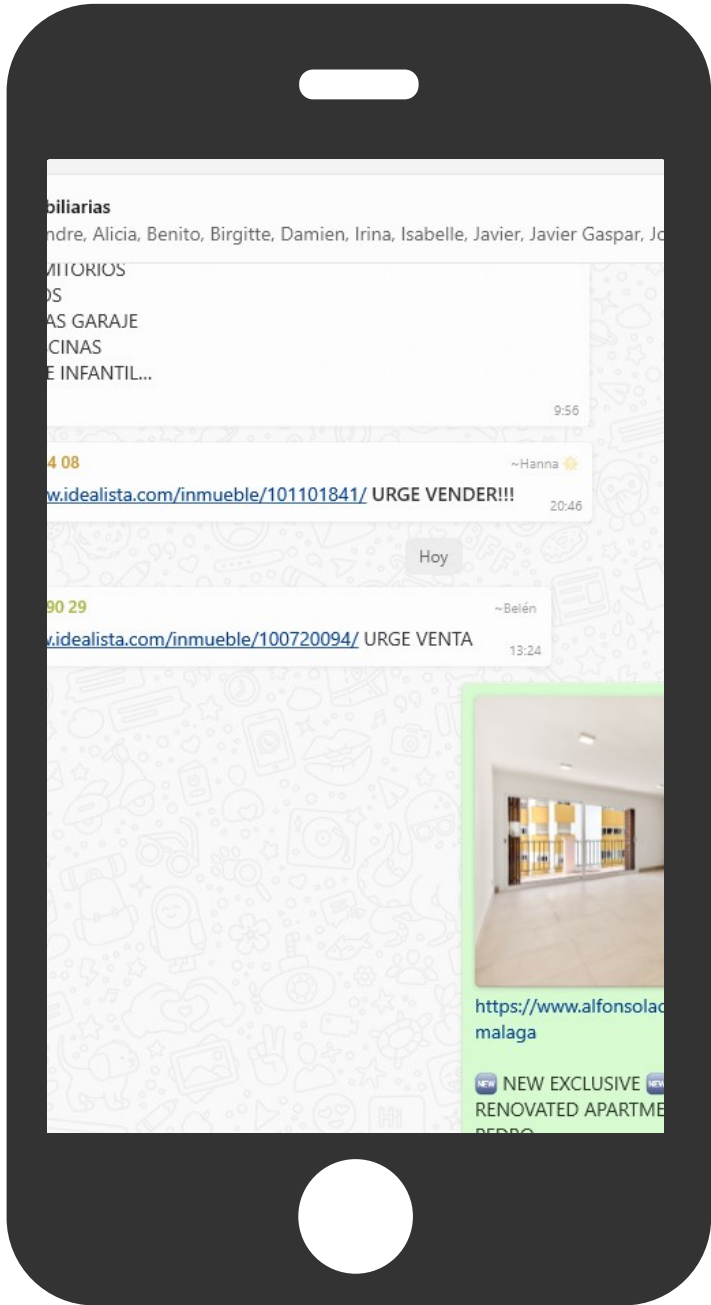 biliarias
ndre, Alicia, Benito, Birgitte, Damien, Irina, Isabelle, Javier, Javier Gaspar, Jo
MITORIOS
OS
AS GARAJE
SCINAS
E INFANTIL...
9:56
4 08 ~Hanna
w.idealista.com/inmueble/101101841/ URGE VENDER!!! 20:46
Hoy
90 29 ~Belén
w.idealista.com/inmueble/100720094/ URGE VENTA 13:24
https://www.alfonsolac
malaga
🆕 NEW EXCLUSIVE 🆕
RENOVATED APARTME
PEDRO